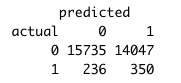 predicted
actual 0 1
0 15735 14047
1 236 350